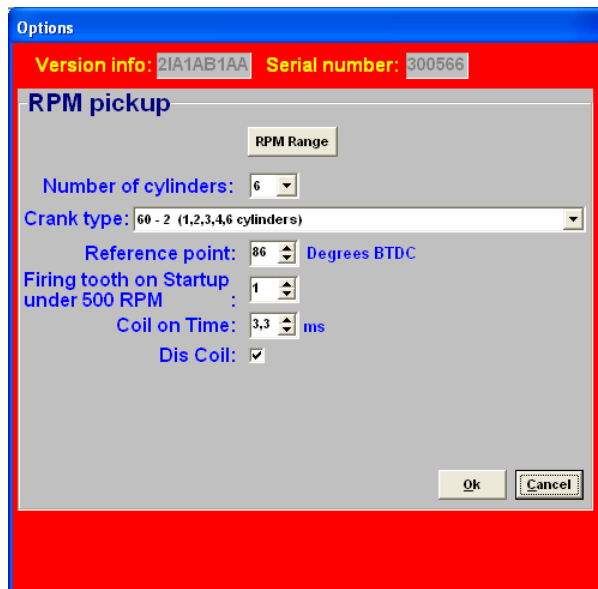 Options
Version info: 2IA1AB1AA Serial number: 300566
RPM pickup
RPM Range
Number of cylinders: 6
Crank type: 60 - 2 (1,2,3,4,6 cylinders)
Reference point: 86 Degrees BTDC
Firing tooth on Startup
under 500 RPM : 1
Coil on Time: 3,3 ms
Dis Coil:
Ok Cancel